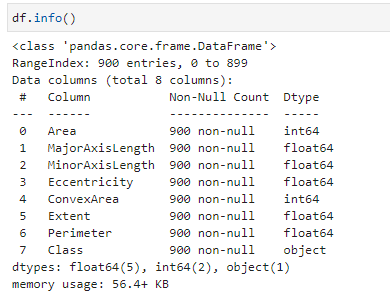 df.info()
<class 'pandas.core.frame.DataFrame'>
RangeIndex: 900 entries, 0 to 899
Data columns (total 8 columns):
 #   Column           Non-Null Count  Dtype
---  ------           --------------  -----
 0   Area             900 non-null    int64
 1   MajorAxisLength  900 non-null    float64
 2   MinorAxisLength  900 non-null    float64
 3   Eccentricity     900 non-null    float64
 4   ConvexArea       900 non-null    int64
 5   Extent           900 non-null    float64
 6   Perimeter        900 non-null    float64
 7   Class            900 non-null    object
dtypes: float64(5), int64(2), object(1)
memory usage: 56.4+ KB